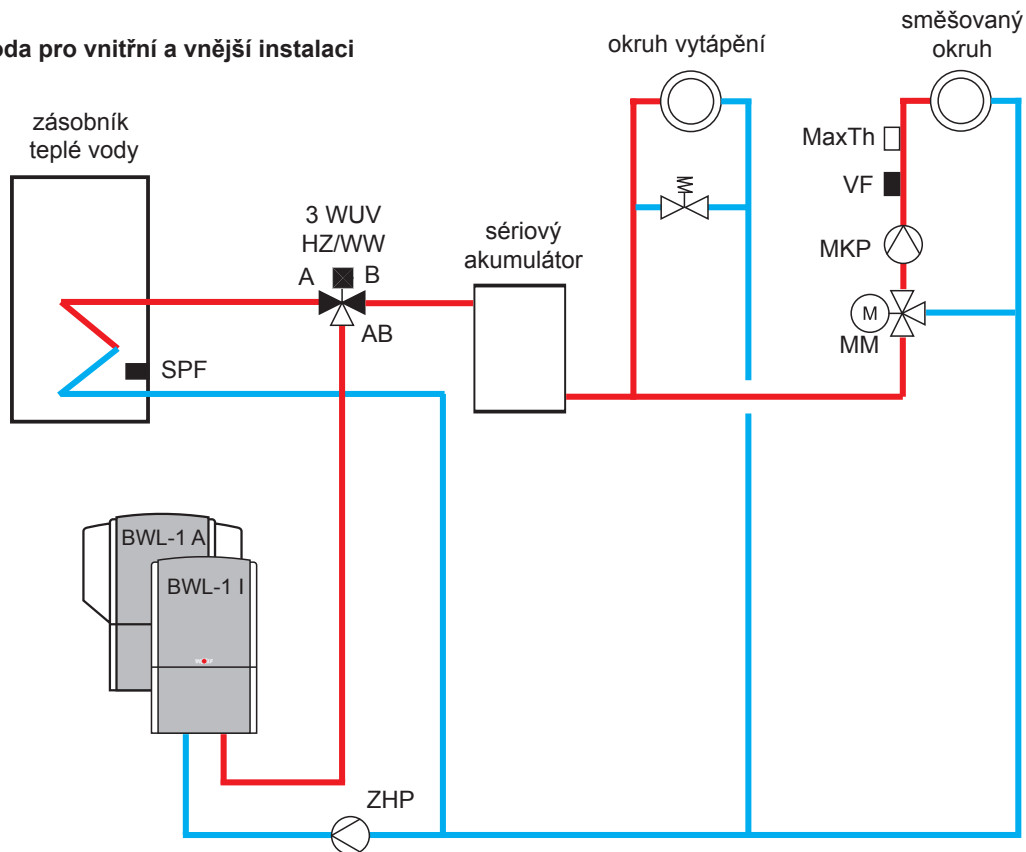 pro vnitřní a vnější instalaci
okruh vytápění
směšovaný
okruh
zásobník
teplé vody
MaxTh
VF
3 WUV
HZ/WW
A
B
AB
sériový
akumulátor
MKP
M
MM
SPF
BWL-1 A
BWL-1 I
ZHP